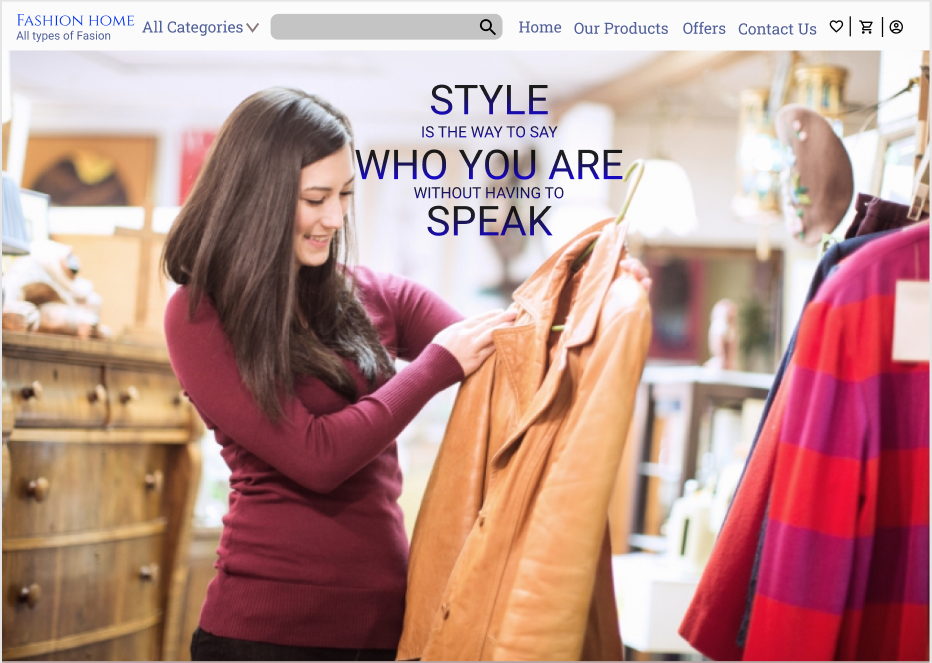 FASHION HOME
All types of Fasion
All Categories
Home
Our Products
Offers
Contact Us
STYLE
IS THE WAY TO SAY
WHO YOU ARE
WITHOUT HAVING TO
SPEAK